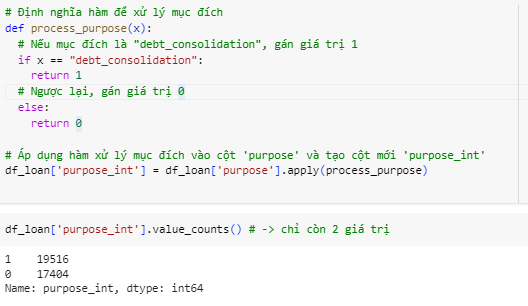 # Định nghĩa hàm để xử lý mục đích
def process_purpose(x):
  # Nếu mục đích là "debt_consolidation", gán giá trị 1
  if x == "debt_consolidation":
    return 1
  # Ngược lại, gán giá trị 0
  else:
    return 0
# Áp dụng hàm xử lý mục đích vào cột 'purpose' và tạo cột mới 'purpose_int'
df_loan['purpose_int'] = df_loan['purpose'].apply(process_purpose)
df_loan['purpose_int'].value_counts() # -> chỉ còn 2 giá trị
1    19516
0    17404
Name: purpose_int, dtype: int64